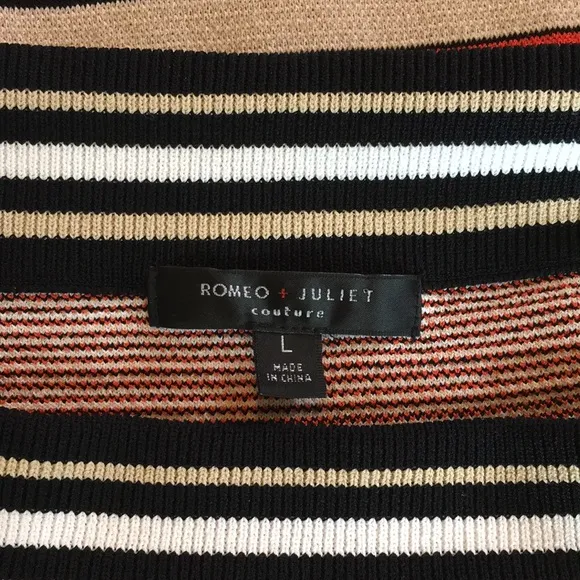 ROMEO + JULIET
couture
L
MADE
IN CHINA